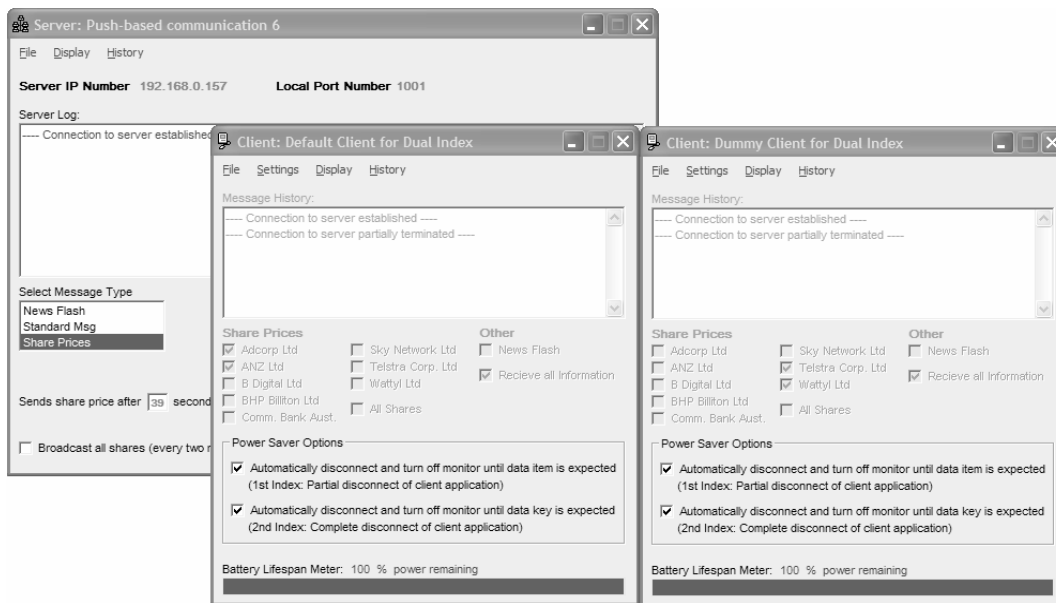 Server: Push-based communication 6
File Display History
Server IP Number 192.168.0.157 Local Port Number 1001
Server Log:
---- Connection to server established
Select Message Type
News Flash
Standard Msg
Share Prices
Sends share price after 39 second
Broadcast all shares (every two
Client: Default Client for Dual Index
File Settings Display History
Message History:
---- Connection to server established ----
---- Connection to server partially terminated ----
Share Prices
Other
Adcorp Ltd
Sky Network Ltd
News Flash
ANZ Ltd
Telstra Corp. Ltd
Recieve all Information
B Digital Ltd
Wattyl Ltd
BHP Billiton Ltd
All Shares
Comm. Bank Aust.
Power Saver Options
Automatically disconnect and turn off monitor until data item is expected
(1st Index: Partial disconnect of client application)
Automatically disconnect and turn off monitor until data key is expected
(2nd Index: Complete disconnect of client application)
Battery Lifespan Meter: 100 % power remaining
Client: Dummy Client for Dual Index
File Settings Display History
Message History:
---- Connection to server established ----
---- Connection to server partially terminated ----
Share Prices
Other
Adcorp Ltd
Sky Network Ltd
News Flash
ANZ Ltd
Telstra Corp. Ltd
Recieve all Information
B Digital Ltd
Wattyl Ltd
BHP Billiton Ltd
All Shares
Comm. Bank Aust.
Power Saver Options
Automatically disconnect and turn off monitor until data item is expected
(1st Index: Partial disconnect of client application)
Automatically disconnect and turn off monitor until data key is expected
(2nd Index: Complete disconnect of client application)
Battery Lifespan Meter: 100 % power remaining